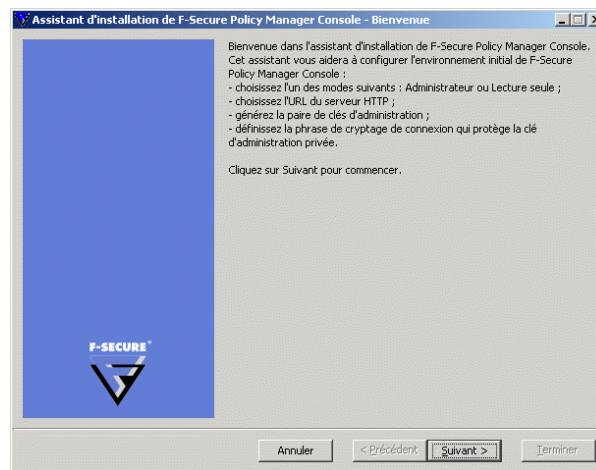 Assistant d'installation de F-Secure Policy Manager Console - Bienvenue
Bienvenue dans l'assistant d'installation de F-Secure Policy Manager Console.
Cet assistant vous aidera à configurer l'environnement initial de F-Secure
Policy Manager Console :
- choisissez l'un des modes suivants : Administrateur ou Lecture seule ;
- choisissez l'URL du serveur HTTP ;
- générez la paire de clés d'administration ;
- définissez la phrase de cryptage de connexion qui protège la clé
d'administration privée.
Cliquez sur Suivant pour commencer.
F-SECURE®
Annuler < Précédent Suivant > Terminer